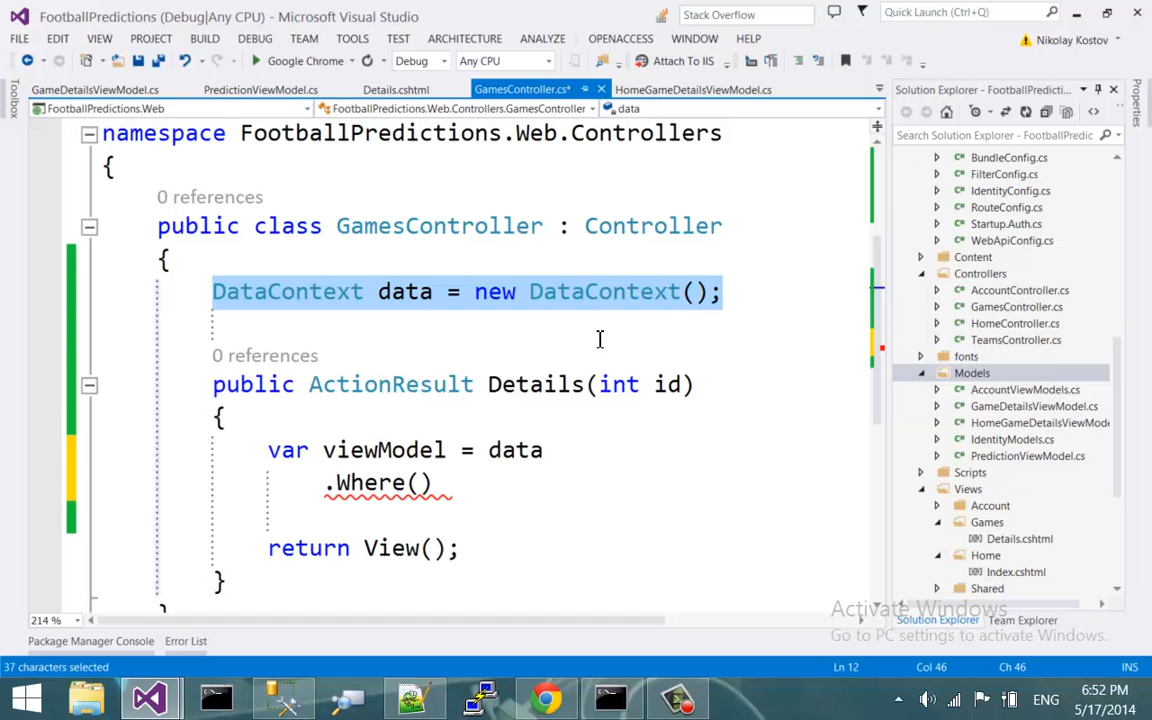 FootballPredictions (Debug|Any CPU) - Microsoft Visual Studio
Stack Overflow
Quick Launch (Ctrl+Q)
FILE EDIT VIEW PROJECT BUILD DEBUG TEAM TOOLS TEST ARCHITECTURE ANALYZE OPENACCESS WINDOW HELP
Nikolay Kostov
Google Chrome Debug Any CPU Attach To IIS
Toolbox
GameDetailsViewModel.cs PredictionViewModel.cs Details.cshtml GamesController.cs* HomeGameDetailsViewModel.cs
FootballPredictions.Web FootballPredictions.Web.Controllers.GamesController data
namespace FootballPredictions.Web.Controllers
{
0 references
public class GamesController : Controller
{
DataContext data = new DataContext();
0 references
public ActionResult Details(int id)
{
var viewModel = data
.Where()
return View();
}
}
214 %
Solution Explorer - FootballPredicti...
Properties
Search Solution Explorer - FootballPredic
BundleConfig.cs
FilterConfig.cs
IdentityConfig.cs
RouteConfig.cs
Startup.Auth.cs
WebApiConfig.cs
Content
Controllers
AccountController.cs
GamesController.cs
HomeController.cs
TeamsController.cs
fonts
Models
AccountViewModels.cs
GameDetailsViewModel.cs
HomeGameDetailsViewMod
IdentityModels.cs
PredictionViewModel.cs
Scripts
Views
Account
Games
Details.cshtml
Home
Index.cshtml
Shared
Activate Windows
Go to PC settings to activate Windows.
Solution Explorer Team Explorer
Package Manager Console Error List
37 characters selected Ln 12 Col 46 Ch 46 INS
ENG
6:52 PM
5/17/2014